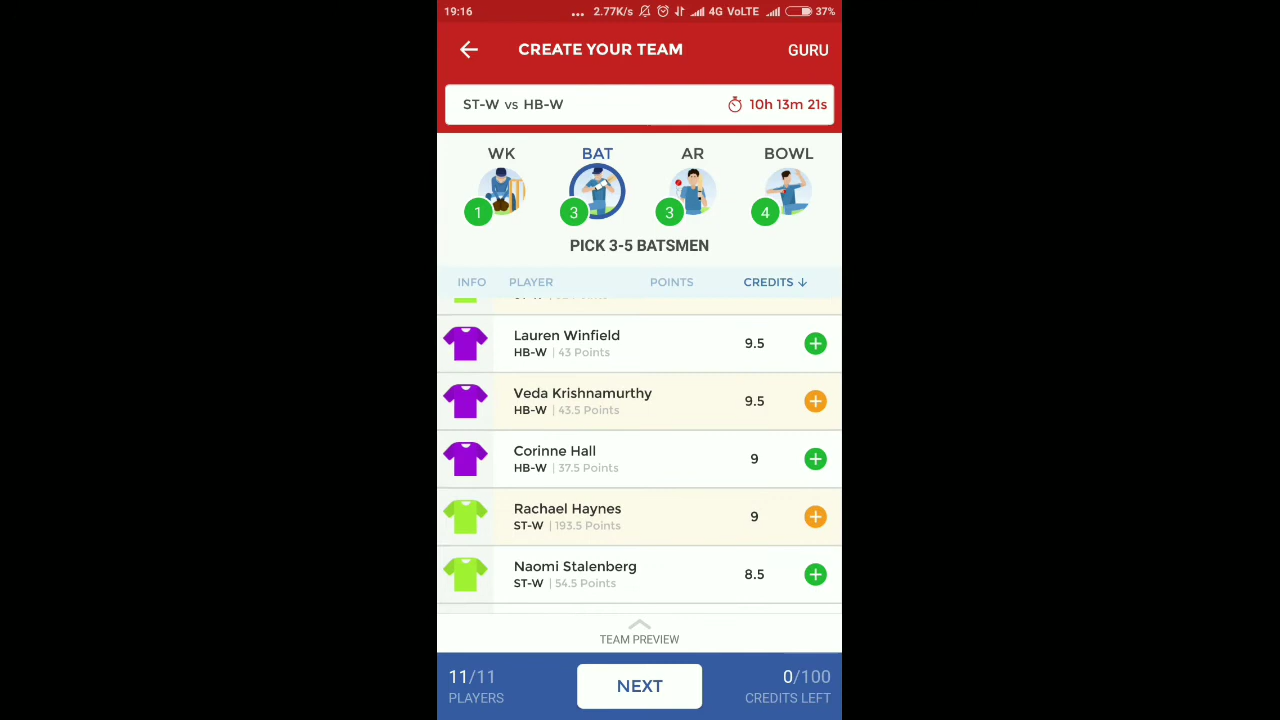 19:16 ... 2.77K/s 4G VoLTE 37%
CREATE YOUR TEAM GURU
ST-W vs HB-W 10h 13m 21s
WK BAT AR BOWL
1 3 3 4
PICK 3-5 BATSMEN
INFO PLAYER POINTS CREDITS
Lauren Winfield 9.5
HB-W | 43 Points
Veda Krishnamurthy 9.5
HB-W | 43.5 Points
Corinne Hall 9
HB-W | 37.5 Points
Rachael Haynes 9
ST-W | 193.5 Points
Naomi Stalenberg 8.5
ST-W | 54.5 Points
TEAM PREVIEW
11/11 NEXT 0/100
PLAYERS CREDITS LEFT